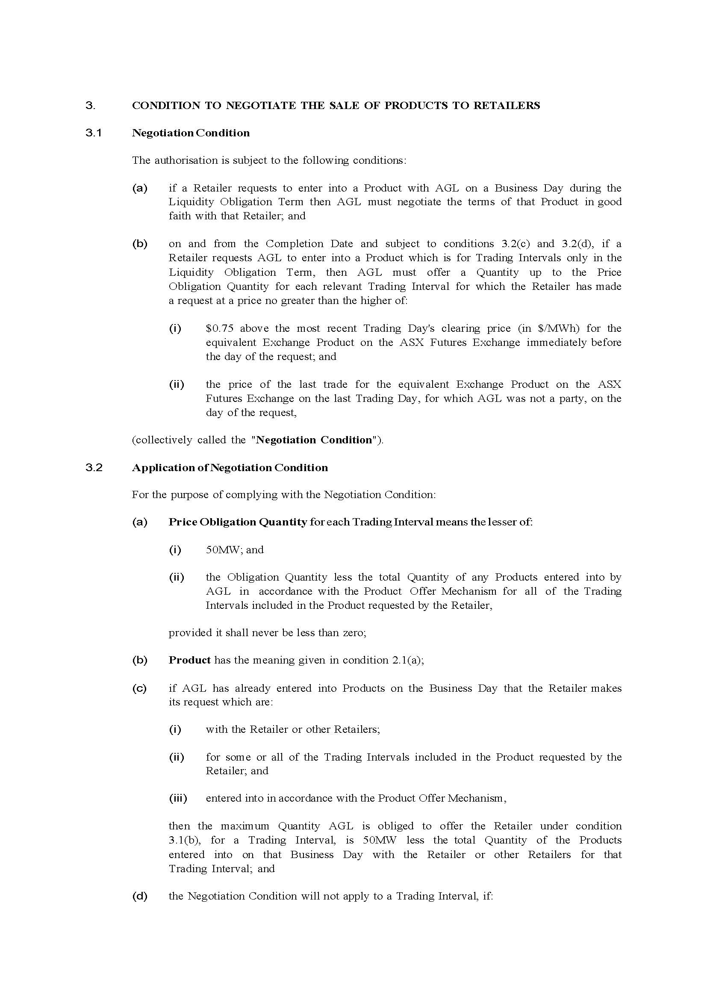 3. CONDITION TO NEGOTIATE THE SALE OF PRODUCTS TO RETAILERS
3.1 Negotiation Condition
The authorisation is subject to the following conditions:
(a) if a Retailer requests to enter into a Product with AGL on a Business Day during the
Liquidity Obligation Term then AGL must negotiate the terms of that Product in good
faith with that Retailer; and
(b) on and from the Completion Date and subject to conditions 3.2(c) and 3.2(d), if a
Retailer requests AGL to enter into a Product which is for Trading Intervals only in the
Liquidity Obligation Term, then AGL must offer a Quantity up to the Price
Obligation Quantity for each relevant Trading Interval for which the Retailer has made
a request at a price no greater than the higher of:
(i) $0.75 above the most recent Trading Day's clearing price (in $/MWh) for the
equivalent Exchange Product on the ASX Futures Exchange immediately before
the day of the request; and
(ii) the price of the last trade for the equivalent Exchange Product on the ASX
Futures Exchange on the last Trading Day, for which AGL was not a party, on the
day of the request,
(collectively called the "Negotiation Condition").
3.2 Application of Negotiation Condition
For the purpose of complying with the Negotiation Condition:
(a) Price Obligation Quantity for each Trading Interval means the lesser of:
(i) 50MW; and
(ii) the Obligation Quantity less the total Quantity of any Products entered into by
AGL in accordance with the Product Offer Mechanism for all of the Trading
Intervals included in the Product requested by the Retailer,
provided it shall never be less than zero;
(b) Product has the meaning given in condition 2.1(a);
(c) if AGL has already entered into Products on the Business Day that the Retailer makes
its request which are:
(i) with the Retailer or other Retailers;
(ii) for some or all of the Trading Intervals included in the Product requested by the
Retailer; and
(iii) entered into in accordance with the Product Offer Mechanism,
then the maximum Quantity AGL is obliged to offer the Retailer under condition
3.1(b), for a Trading Interval, is 50MW less the total Quantity of the Products
entered into on that Business Day with the Retailer or other Retailers for that
Trading Interval; and
(d) the Negotiation Condition will not apply to a Trading Interval, if: